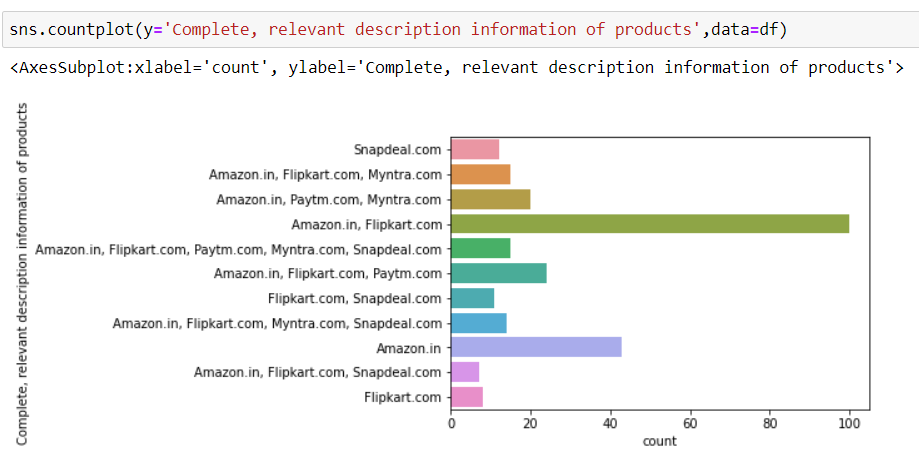 sns.countplot(y='Complete, relevant description information of products',data=df)
<AxesSubplot:xlabel='count', ylabel='Complete, relevant description information of products'>
Complete, relevant description information of products
Snapdeal.com
Amazon.in, Flipkart.com, Myntra.com
Amazon.in, Paytm.com, Myntra.com
Amazon.in, Flipkart.com
Amazon.in, Flipkart.com, Paytm.com, Myntra.com, Snapdeal.com
Amazon.in, Flipkart.com, Paytm.com
Flipkart.com, Snapdeal.com
Amazon.in, Flipkart.com, Myntra.com, Snapdeal.com
Amazon.in
Amazon.in, Flipkart.com, Snapdeal.com
Flipkart.com
0 20 40 60 80 100
count